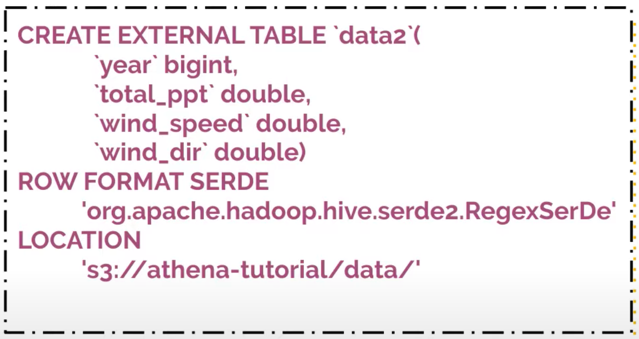 CREATE EXTERNAL TABLE `data2`(
`year` bigint,
`total_ppt` double,
`wind_speed` double,
`wind_dir` double)
ROW FORMAT SERDE
'org.apache.hadoop.hive.serde2.RegexSerDe'
LOCATION
's3://athena-tutorial/data/'